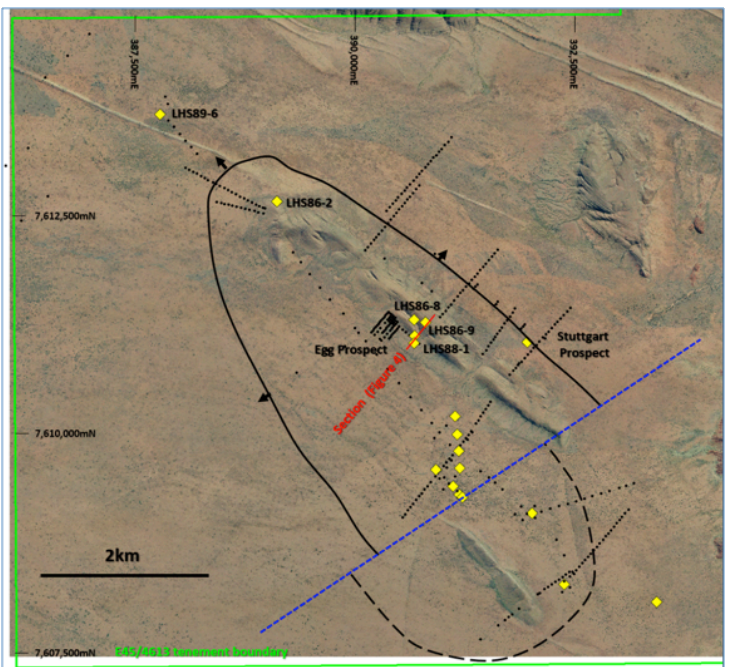 387,500mE
390,000mE
392,500mE
LHS89-6
LHS86-2
7,612,500mN
LHS86-8
LHS86-9
LHS88-1
Egg Prospect
Stuttgart
Prospect
Section (Figure 4)
7,610,000mN
2km
7,607,500mN
E45/4613 tenement boundary